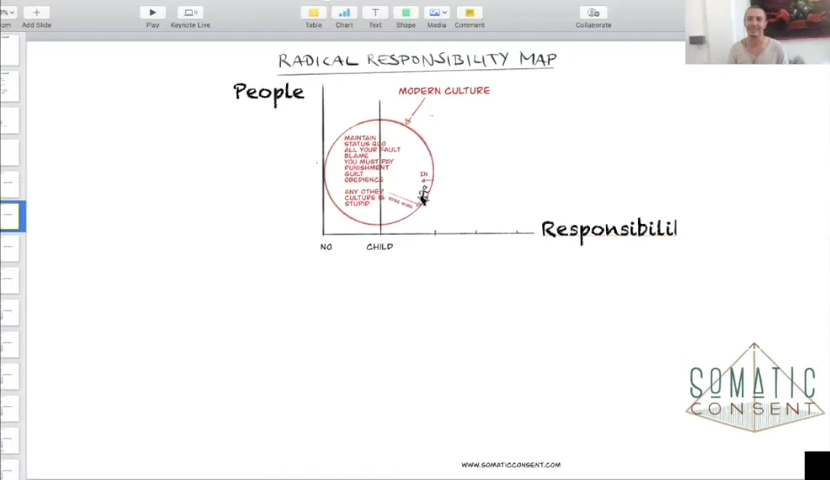 Add Slide
Play
Keynote Live
Table
Chart
Text
Shape
Media
Comment
Collaborate
RADICAL RESPONSIBILITY MAP
People
MODERN CULTURE
MAINTAIN
STATUS QUO
ALL YOUR FAULT
BLAME
YOU MUST PAY
PUNISHMENT
GUILT
OBEDIENCE
IN
ANY OTHER
CULTURE IS
STUPID
Responsibili
NO
CHILD
SOMATIC
CONSENT
WWW.SOMATICCONSENT.COM